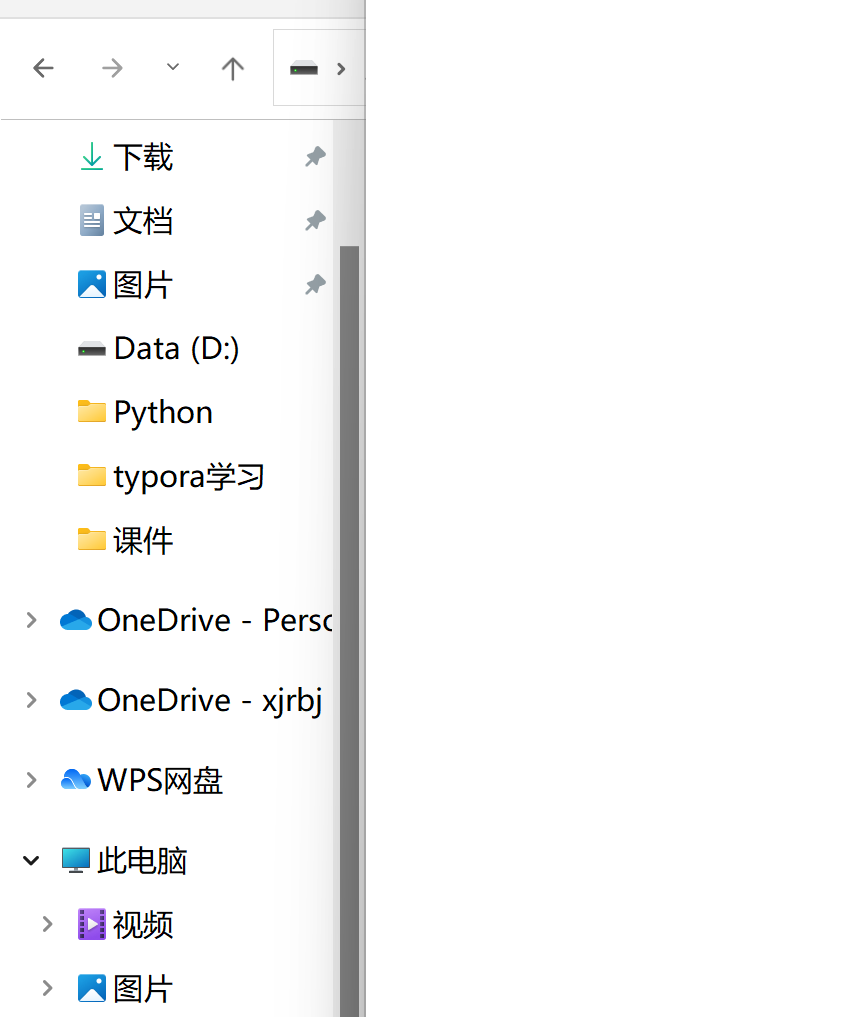 下载
文档
图片
Data (D:)
Python
typora学习
课件
OneDrive - Perso
OneDrive - xjrbj
WPS网盘
此电脑
视频
图片